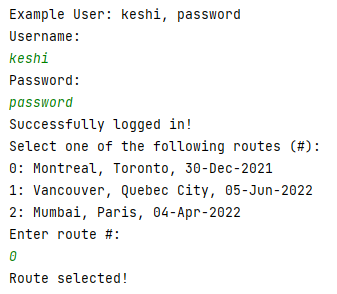 Example User: keshi, password
Username:
keshi
Password:
password
Successfully logged in!
Select one of the following routes (#):
0: Montreal, Toronto, 30-Dec-2021
1: Vancouver, Quebec City, 05-Jun-2022
2: Mumbai, Paris, 04-Apr-2022
Enter route #:
0
Route selected!